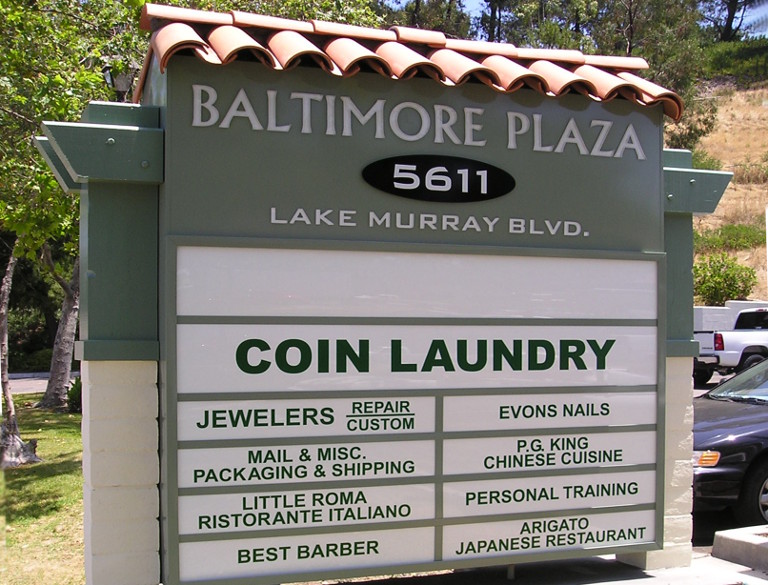 BALTIMORE PLAZA
5611
LAKE MURRAY BLVD.
COIN LAUNDRY
JEWELERS REPAIR
CUSTOM
EVONS NAILS
MAIL & MISC.
PACKAGING & SHIPPING
P.G. KING
CHINESE CUISINE
LITTLE ROMA
RISTORANTE ITALIANO
PERSONAL TRAINING
BEST BARBER
ARIGATO
JAPANESE RESTAURANT